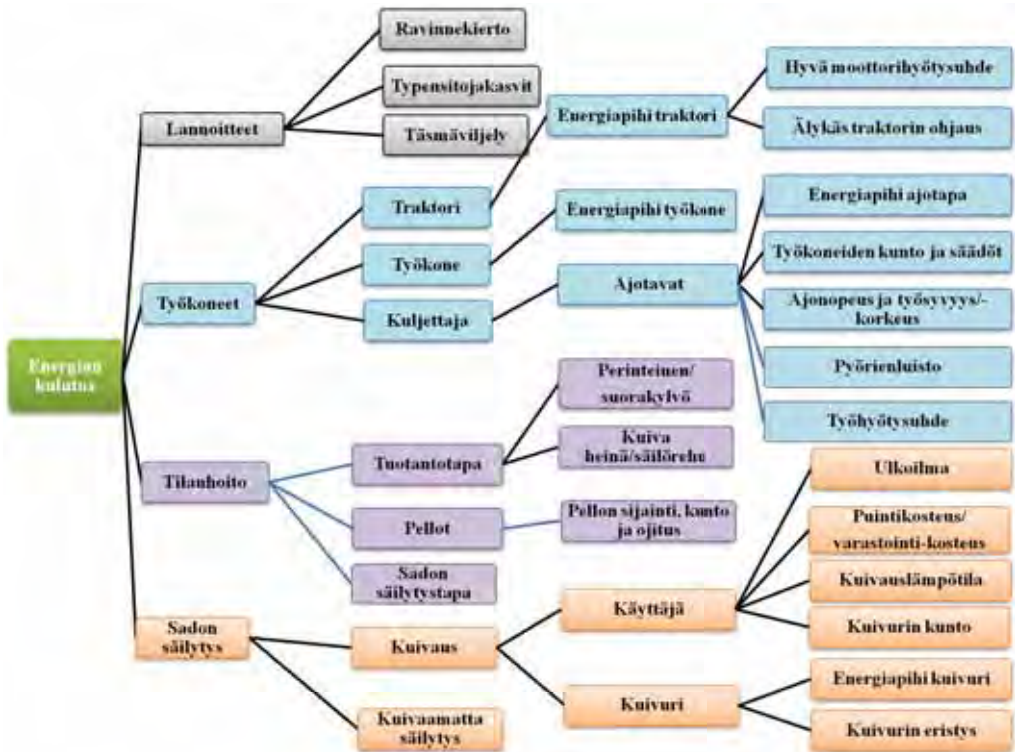 Energian
kulutus
Lannoitteet
Ravinnekierto
Typensitojakasvit
Täsmäviljely
Työkoneet
Traktori
Energiapihi traktori
Hyvä moottorihyötysuhde
Älykäs traktorin ohjaus
Työkone
Energiapihi työkone
Kuljettaja
Ajotavat
Energiapihi ajotapa
Työkoneiden kunto ja säädöt
Ajonopeus ja työsyvyys/-
korkeus
Pyörienluisto
Työhyötysuhde
Tilanhoito
Tuotantotapa
Perinteinen/
suorakylvö
Kuiva
heinä/säilörehu
Pellot
Pellon sijainti, kunto
ja ojitus
Sadon
säilytystapa
Sadon
säilytys
Kuivaus
Käyttäjä
Ulkoilma
Puintikosteus/
varastointi-kosteus
Kuivauslämpötila
Kuivurin kunto
Kuivuri
Energiapihi kuivuri
Kuivurin eristys
Kuivaamatta
säilytys